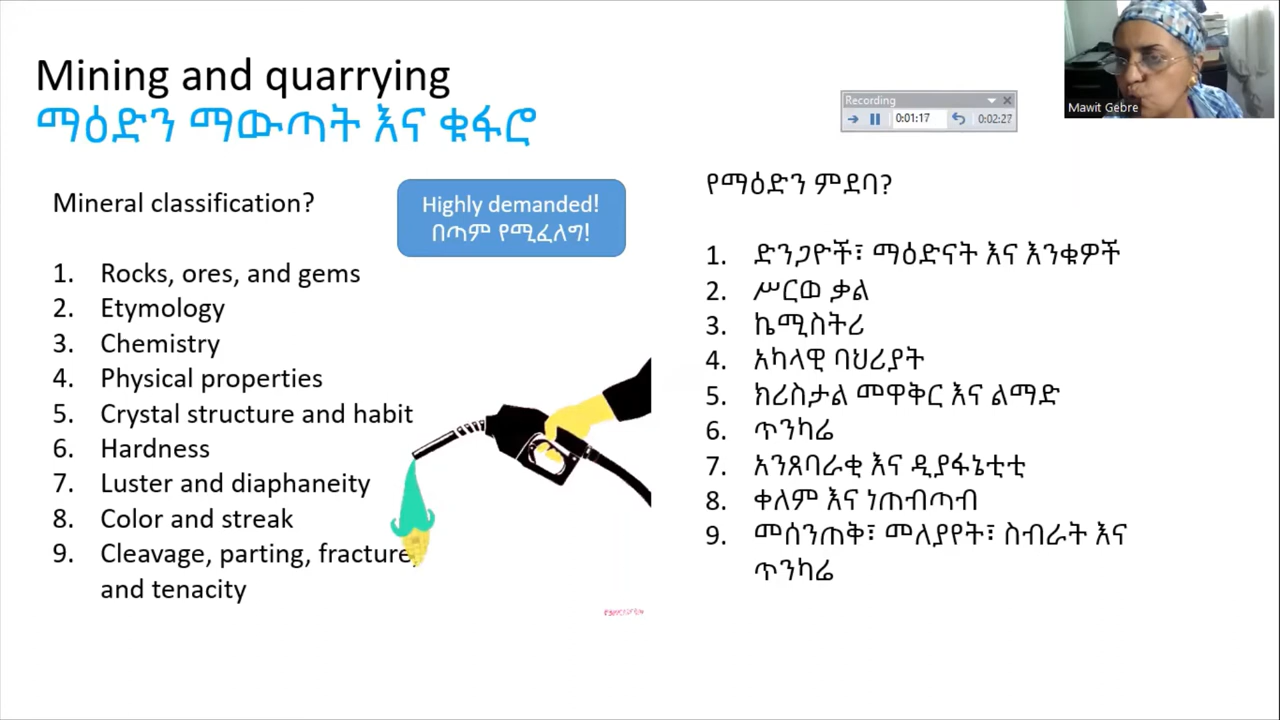 Mining and quarrying
ማዕድን ማውጣት እና ቁፋሮ
Mineral classification?
Highly demanded!
በጣም የሚፈለግ!
1. Rocks, ores, and gems
2. Etymology
3. Chemistry
4. Physical properties
5. Crystal structure and habit
6. Hardness
7. Luster and diaphaneity
8. Color and streak
9. Cleavage, parting, fracture,
and tenacity
Recording
0:01:17
0:02:27
Mawit Gebre
የማዕድን ምደባ?
1. ድንጋዮች፣ ማዕድናት እና እንቁዎች
2. ሥርወ ቃል
3. ኬሚስትሪ
4. አካላዊ ባህሪያት
5. ክሪስታል መዋቅር እና ልማድ
6. ጥንካሬ
7. አንጸባራቂ እና ዲያፋኔቲቲ
8. ቀለም እና ነጠብጣብ
9. መሰንጠቅ፣ መለያየት፣ ስብራት እና
ጥንካሬ